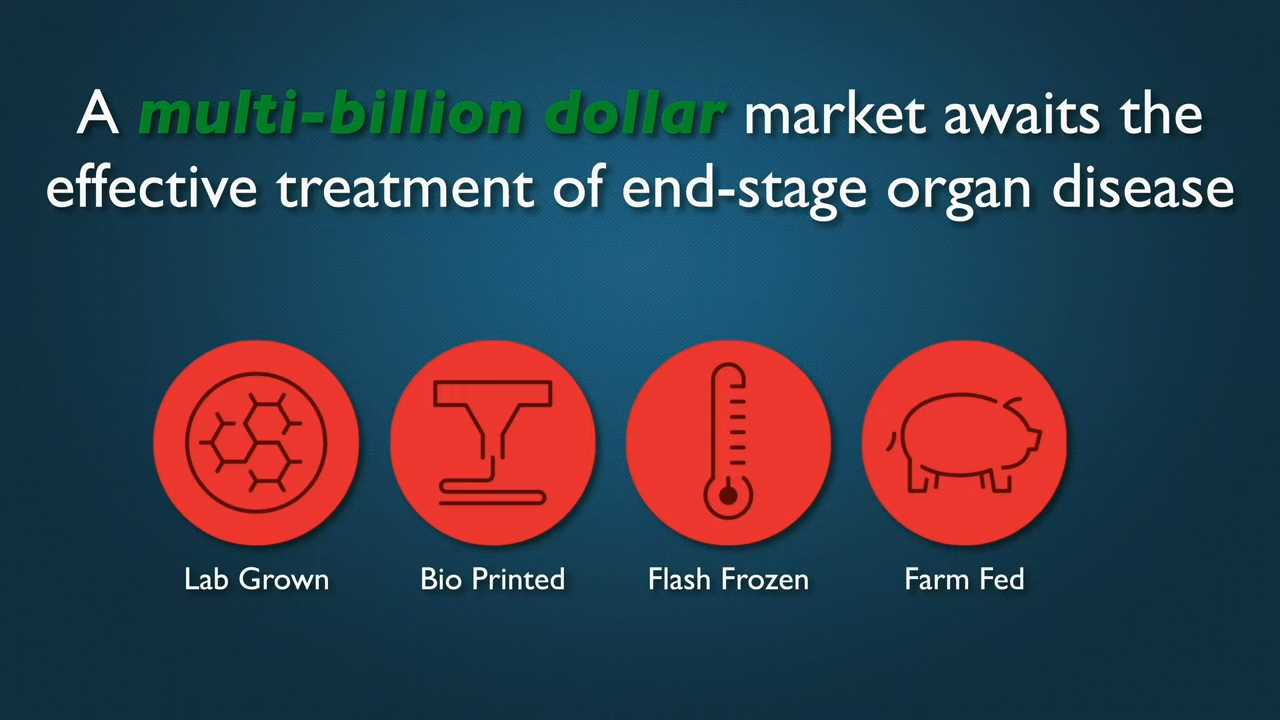 A multi-billion dollar market awaits the
effective treatment of end-stage organ disease
Lab Grown
Bio Printed
Flash Frozen
Farm Fed